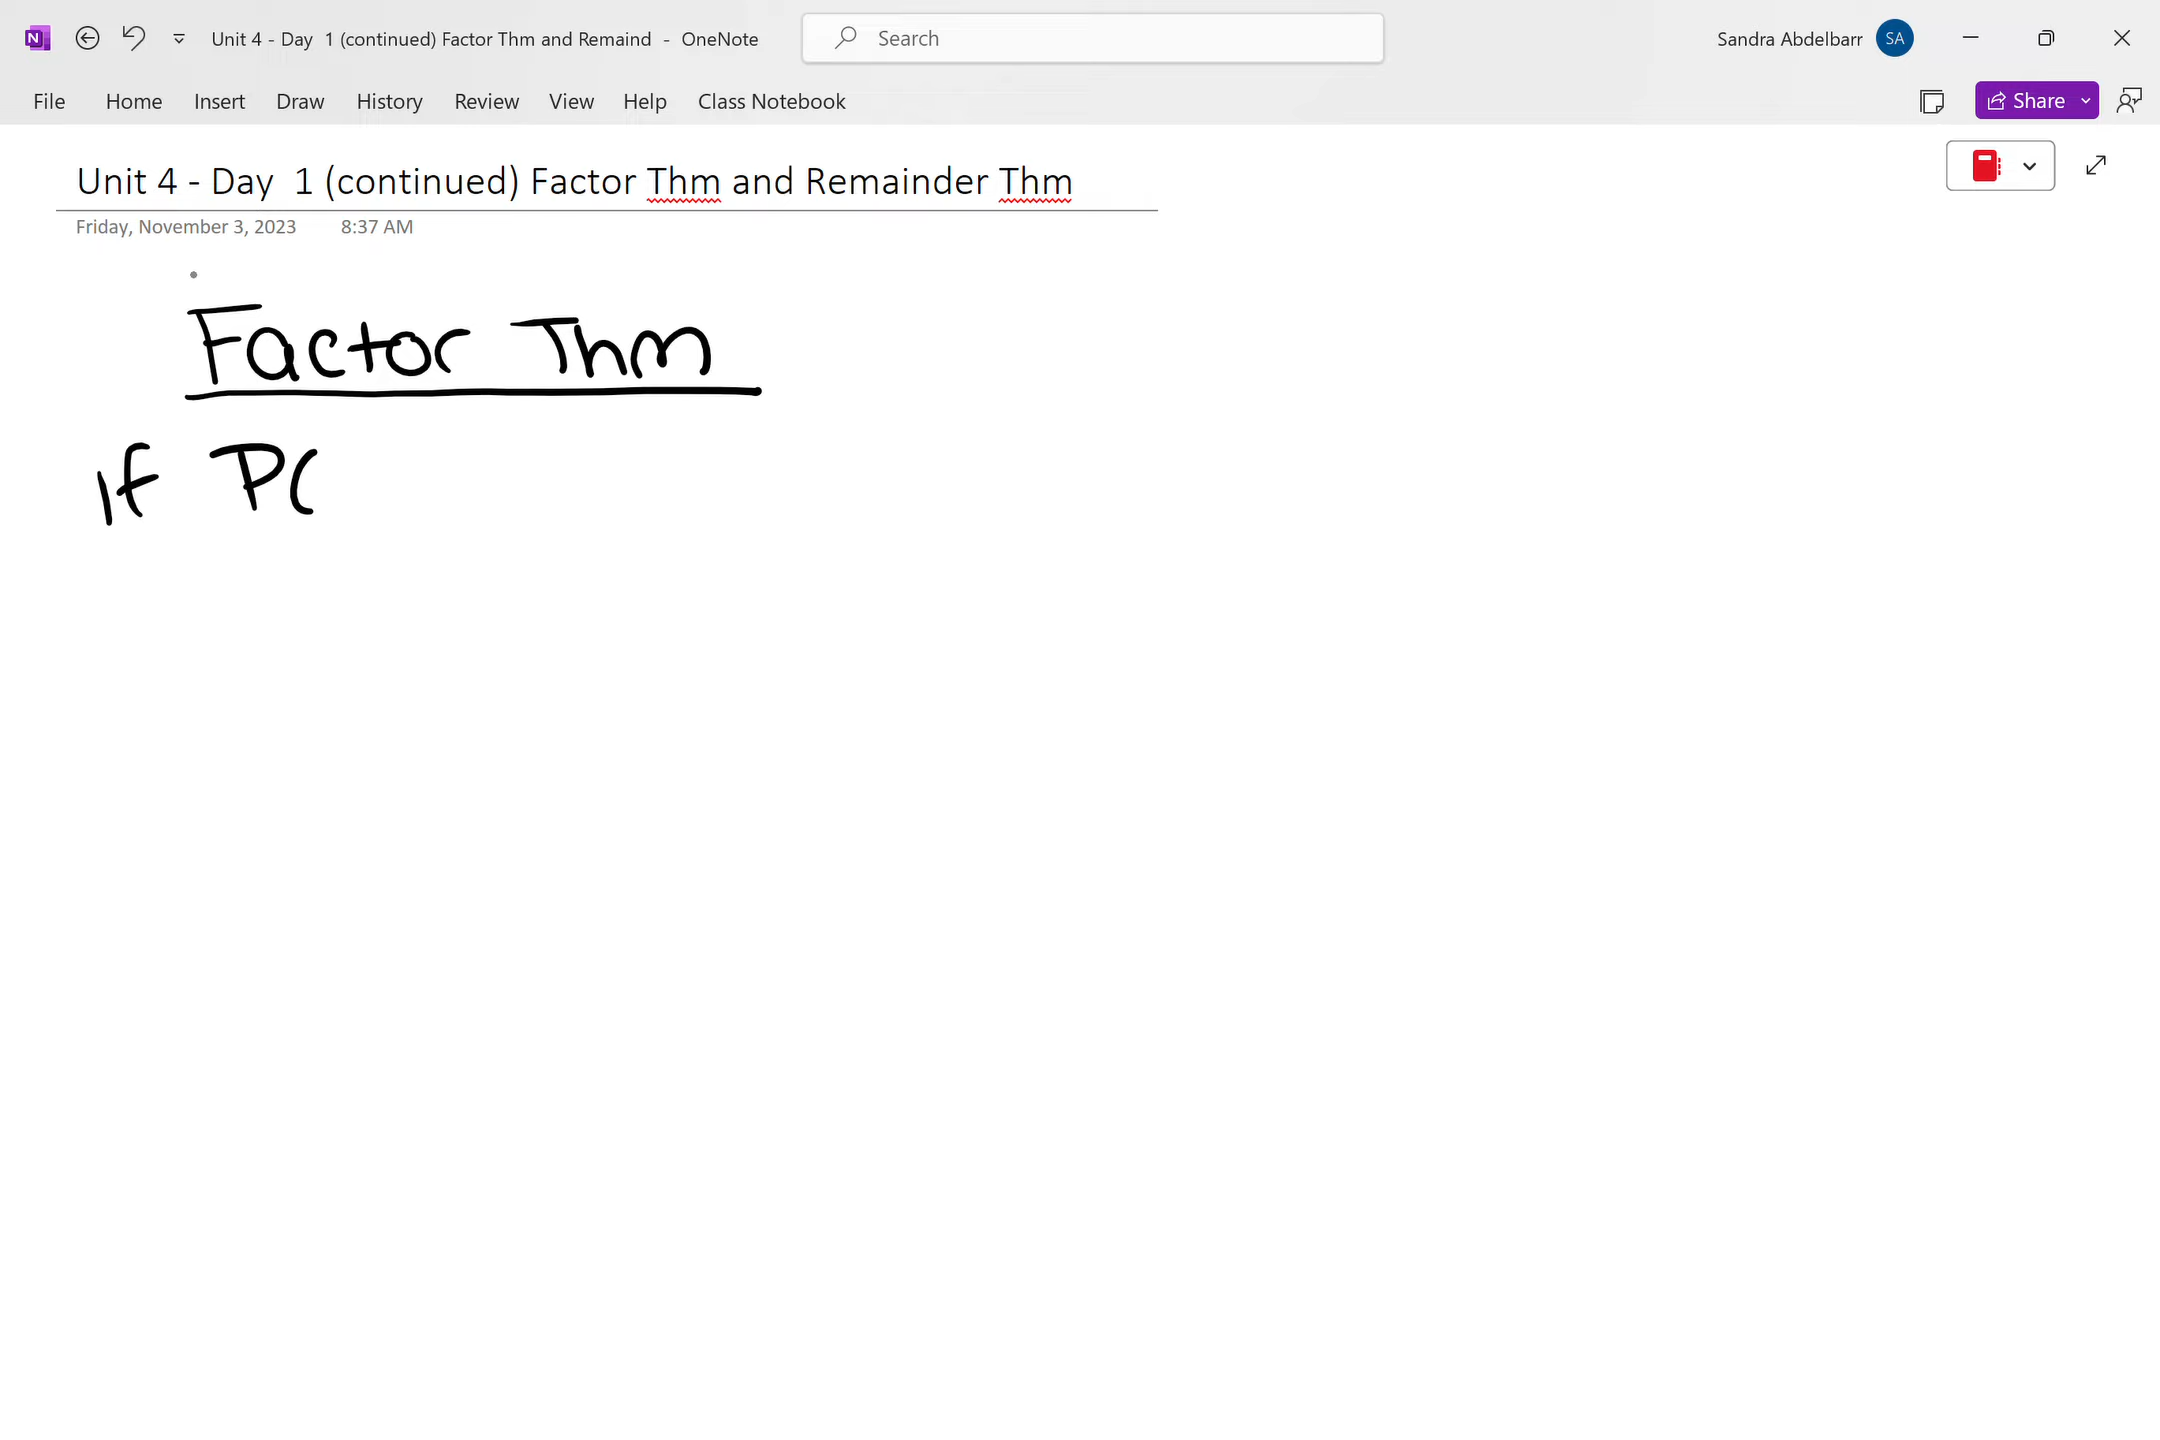 Unit 4 - Day 1 (continued) Factor Thm and Remaind - OneNote
Search
Sandra Abdelbarr SA
File Home Insert Draw History Review View Help Class Notebook
Share
Unit 4 - Day 1 (continued) Factor Thm and Remainder Thm
Friday, November 3, 2023 8:37 AM
Factor Thm
If P(